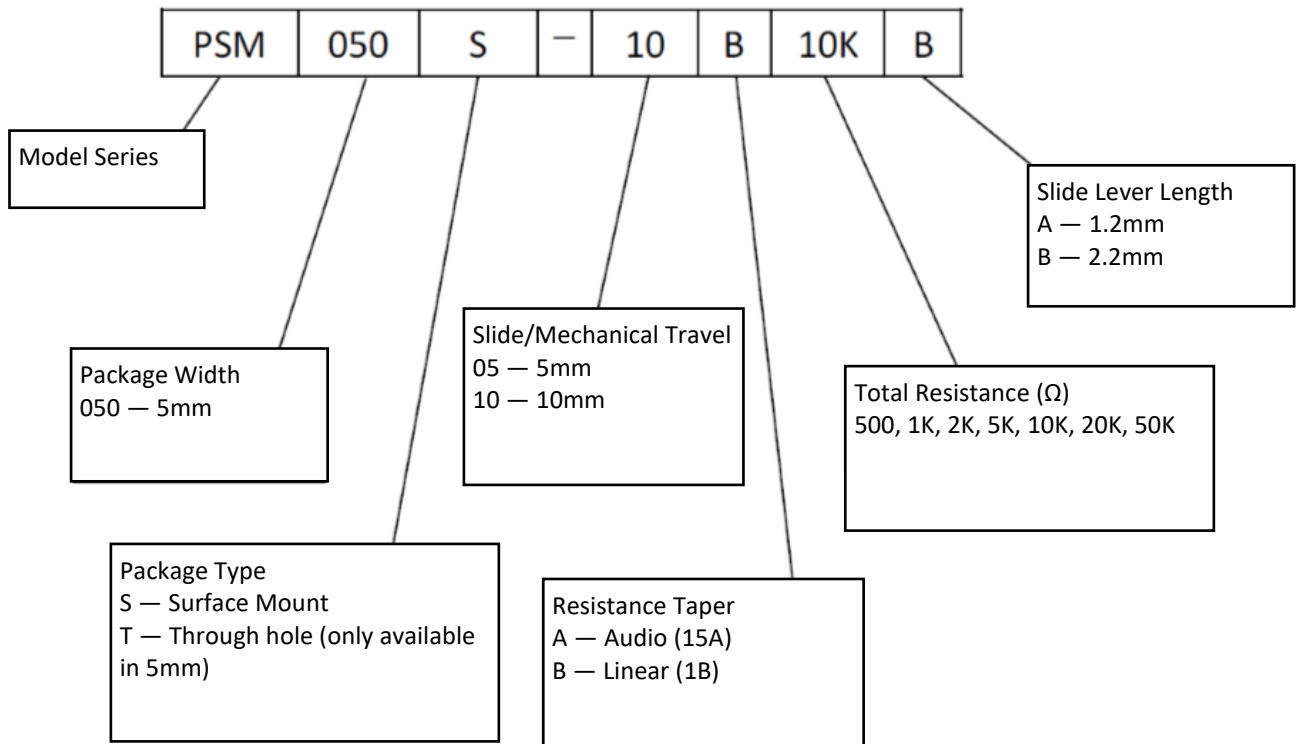 PSM 050 S — 10 B 10K B
Model Series
Slide Lever Length
A — 1.2mm
B — 2.2mm
Slide/Mechanical Travel
05 — 5mm
10 — 10mm
Package Width
050 — 5mm
Total Resistance (Ω)
500, 1K, 2K, 5K, 10K, 20K, 50K
Package Type
S — Surface Mount
T — Through hole (only available
in 5mm)
Resistance Taper
A — Audio (15A)
B — Linear (1B)